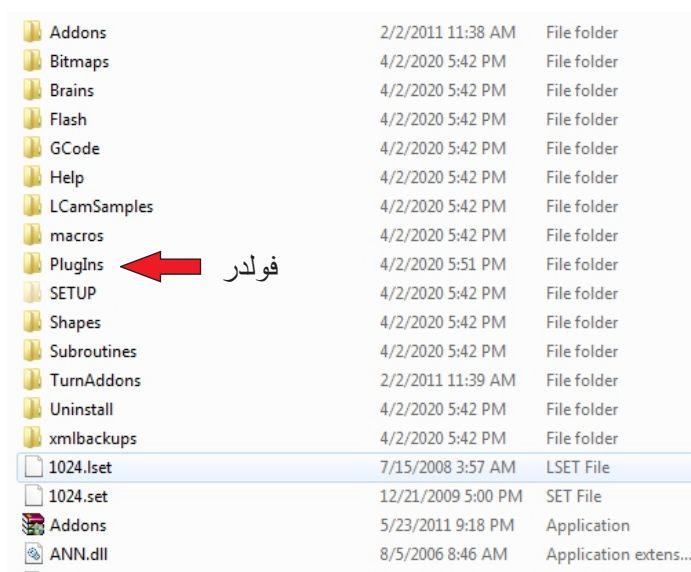 Addons 2/2/2011 11:38 AM File folder
Bitmaps 4/2/2020 5:42 PM File folder
Brains 4/2/2020 5:42 PM File folder
Flash 4/2/2020 5:42 PM File folder
GCode 4/2/2020 5:42 PM File folder
Help 4/2/2020 5:42 PM File folder
LCamSamples 4/2/2020 5:42 PM File folder
macros 4/2/2020 5:42 PM File folder
PlugIns فولدر 4/2/2020 5:51 PM File folder
SETUP 4/2/2020 5:42 PM File folder
Shapes 4/2/2020 5:42 PM File folder
Subroutines 4/2/2020 5:42 PM File folder
TurnAddons 2/2/2011 11:39 AM File folder
Uninstall 4/2/2020 5:42 PM File folder
xmlbackups 4/2/2020 5:42 PM File folder
1024.lset 7/15/2008 3:57 AM LSET File
1024.set 12/21/2009 5:00 PM SET File
Addons 5/23/2011 9:18 PM Application
ANN.dll 8/5/2006 8:46 AM Application extens...